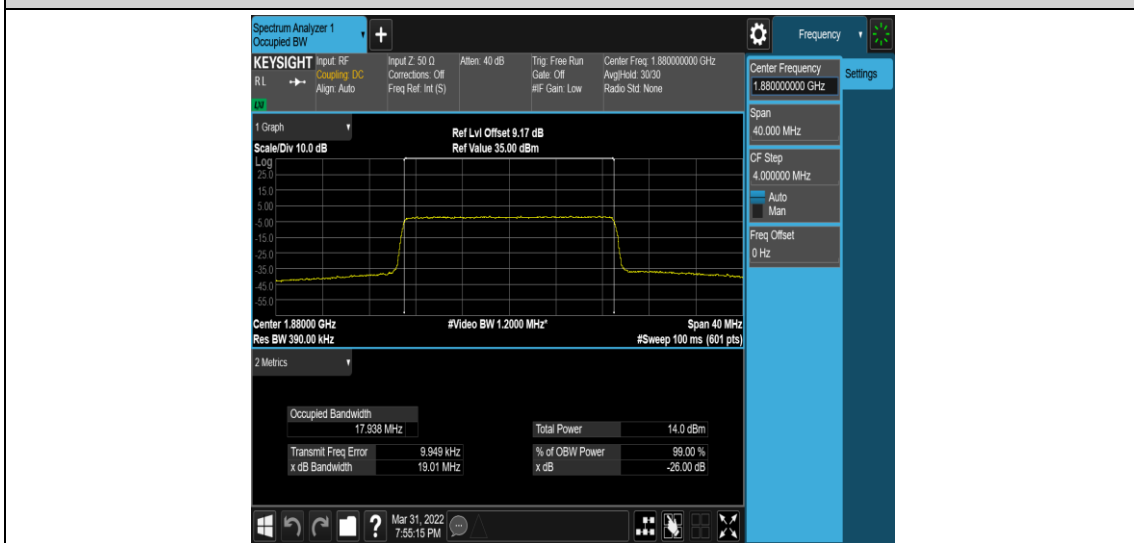 Spectrum Analyzer 1
Occupied BW
+
Frequency
KEYSIGHT
RL
Input: RF
Coupling: DC
Align: Auto
Input Z: 50 Ω
Corrections: Off
Freq Ref: Int (S)
Atten: 40 dB
Trig: Free Run
Gate: Off
#IF Gain: Low
Center Freq: 1.880000000 GHz
Avg|Hold: 30/30
Radio Std: None
Center Frequency
1.880000000 GHz
Settings
Span
40.000 MHz
CF Step
4.000000 MHz
Auto
Man
Freq Offset
0 Hz
1 Graph
Scale/Div 10.0 dB
Ref Lvl Offset 9.17 dB
Ref Value 35.00 dBm
Log
25.0
15.0
5.00
-5.00
-15.0
-25.0
-35.0
-45.0
-55.0
Center 1.88000 GHz
#Video BW 1.2000 MHz*
Span 40 MHz
Res BW 390.00 kHz
#Sweep 100 ms (601 pts)
2 Metrics
Occupied Bandwidth
17.938 MHz
Total Power 14.0 dBm
Transmit Freq Error 9.949 kHz
% of OBW Power 99.00 %
x dB Bandwidth 19.01 MHz
x dB -26.00 dB
?
Mar 31, 2022
7:55:15 PM